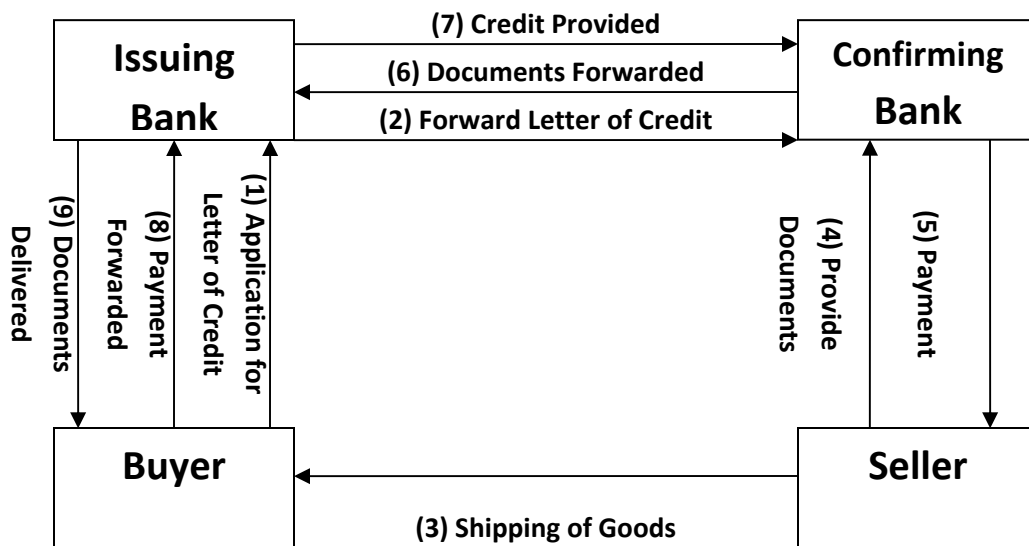 Issuing
Bank
(7) Credit Provided
(6) Documents Forwarded
(2) Forward Letter of Credit
Confirming
Bank
(9) Documents
Delivered
(8) Payment
Forwarded
(1) Application for
Letter of Credit
(4) Provide
Documents
(5) Payment
Buyer
(3) Shipping of Goods
Seller